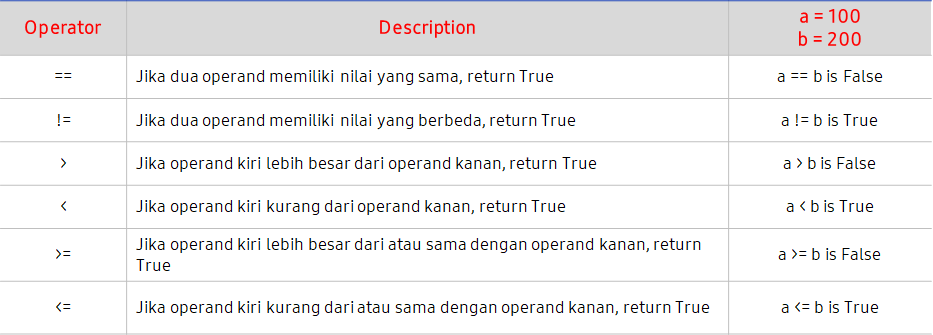 Operator Description a = 100
b = 200
== Jika dua operand memiliki nilai yang sama, return True a == b is False
!= Jika dua operand memiliki nilai yang berbeda, return True a != b is True
> Jika operand kiri lebih besar dari operand kanan, return True a > b is False
< Jika operand kiri kurang dari operand kanan, return True a < b is True
>= Jika operand kiri lebih besar dari atau sama dengan operand kanan, return
True a >= b is False
<= Jika operand kiri kurang dari atau sama dengan operand kanan, return True a <= b is True